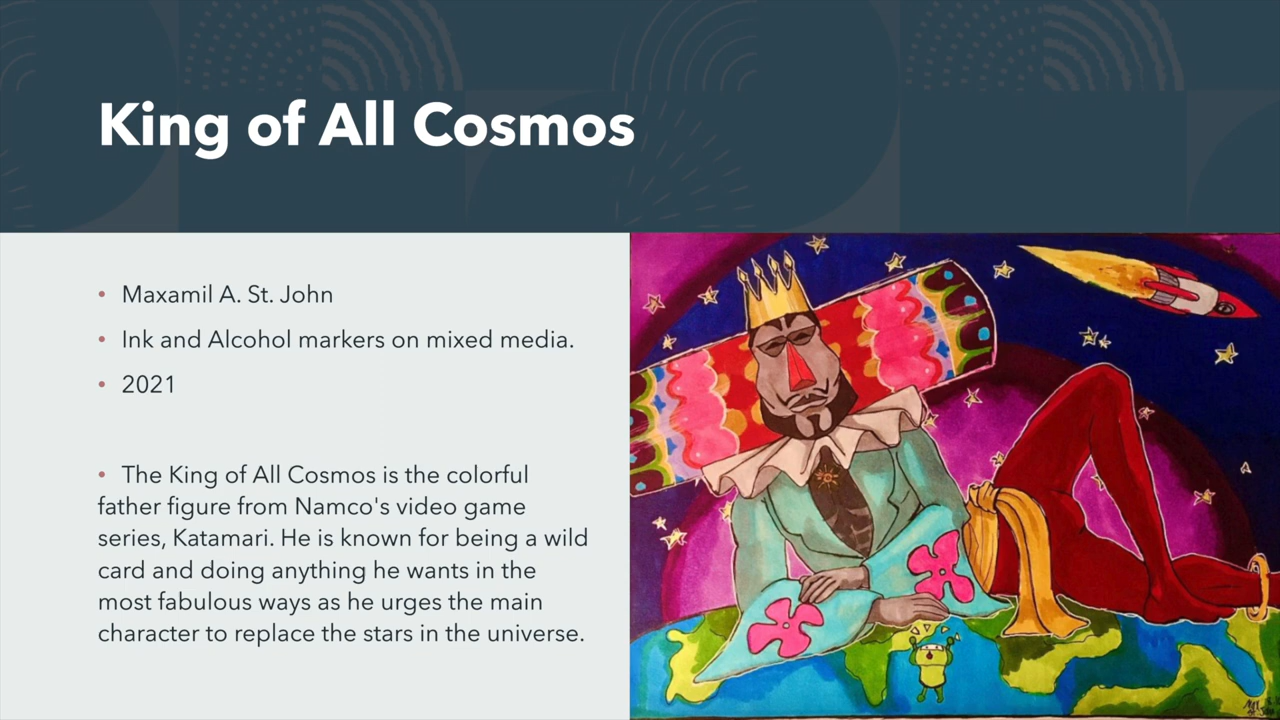 King of All Cosmos
• Maxamil A. St. John
• Ink and Alcohol markers on mixed media.
• 2021
• The King of All Cosmos is the colorful
father figure from Namco's video game
series, Katamari. He is known for being a wild
card and doing anything he wants in the
most fabulous ways as he urges the main
character to replace the stars in the universe.